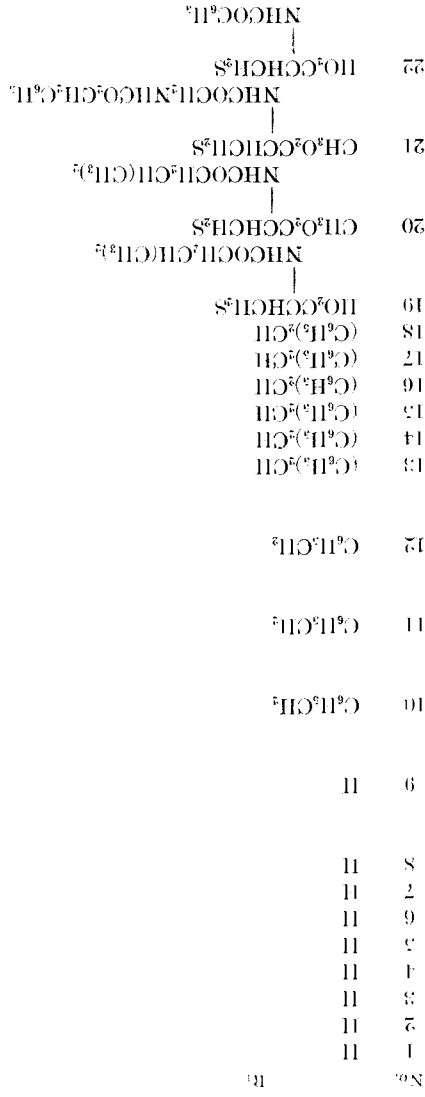 No. R₁
1 H
2 H
3 H
4 H
5 H
6 H
7 H
8 H
9 H
10 C₆H₅CH₂
11 C₆H₅CH₂
12 C₆H₅CH₂
13 (C₆H₅)₂CH
14 (C₆H₅)₂CH
15 (C₆H₅)₂CH
16 (C₆H₅)₂CH
17 (C₆H₅)₂CH
18 (C₆H₅)₂CH
19 HO₂CCHCH₂S
NHCOCH₂CH(CH₃)₂
20 CH₃O₂CCHCH₂S
NHCOCH₂CH(CH₃)₂
21 CH₃O₂CCHCH₂S
NHCOCH₂NHCO₂CH₂C₆H₅
22 HO₂CCHCH₂S
NHCOC₆H₅